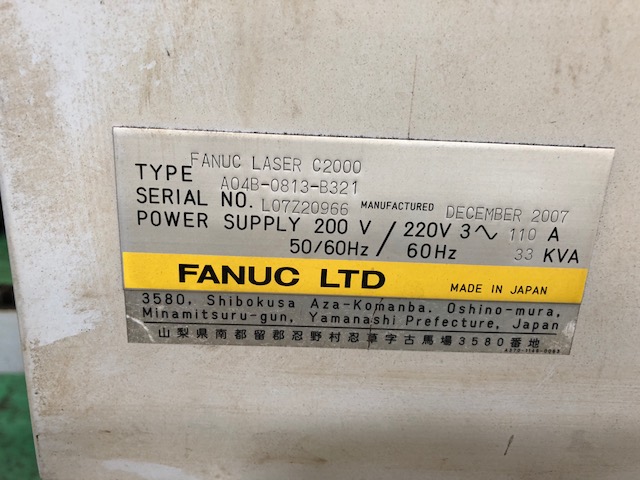 FANUC LASER C2000
TYPE A04B-0813-B321
SERIAL NO. L07Z20966 MANUFACTURED DECEMBER 2007
POWER SUPPLY 200 V / 220V 3~ 110 A
50/60Hz / 60Hz 33 KVA
FANUC LTD MADE IN JAPAN
3580, Shibokusa Aza-Komanba. Oshino-mura,
Minamitsuru-gun, Yamanashi Prefecture, Japan
山梨県南都留郡忍野村忍草字古馬場3580番地